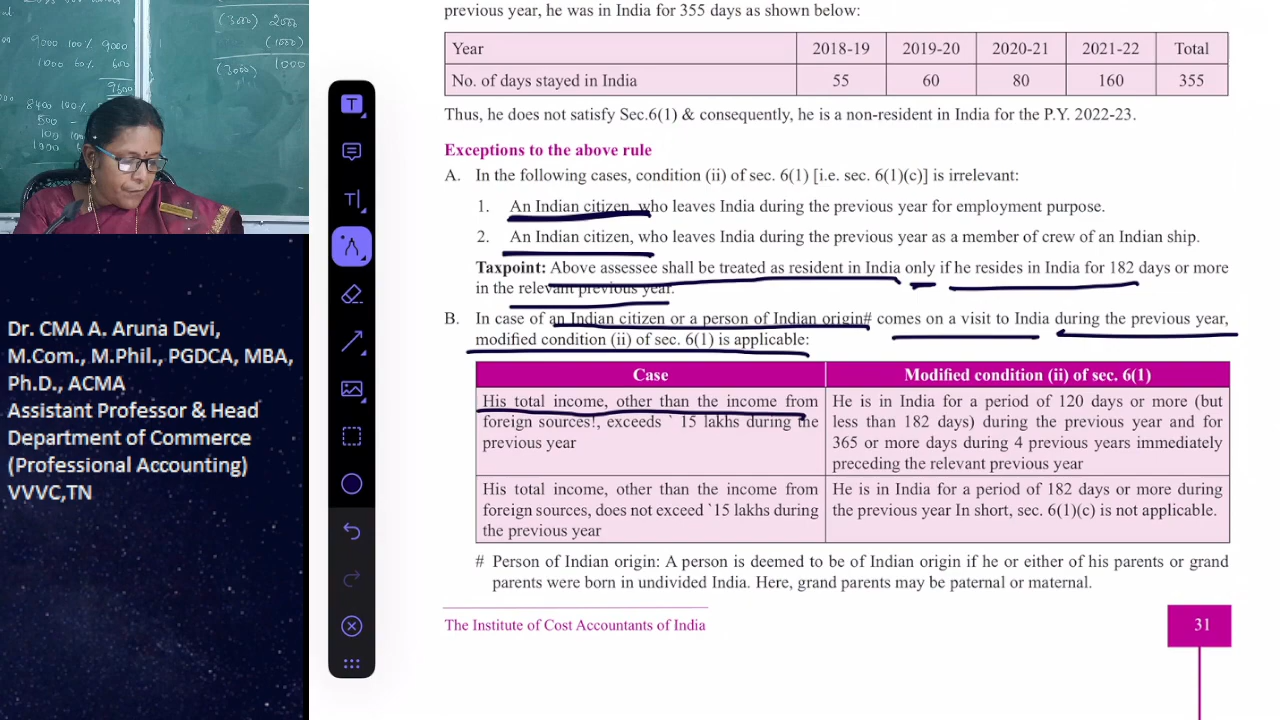 previous year, he was in India for 355 days as shown below:
Year 2018-19 2019-20 2020-21 2021-22 Total
No. of days stayed in India 55 60 80 160 355
Thus, he does not satisfy Sec.6(1) & consequently, he is a non-resident in India for the P.Y. 2022-23.
Exceptions to the above rule
A. In the following cases, condition (ii) of sec. 6(1) [i.e. sec. 6(1)(c)] is irrelevant:
1. An Indian citizen, who leaves India during the previous year for employment purpose.
2. An Indian citizen, who leaves India during the previous year as a member of crew of an Indian ship.
Taxpoint: Above assessee shall be treated as resident in India only if he resides in India for 182 days or more
in the relevant previous year.
B. In case of an Indian citizen or a person of Indian origin# comes on a visit to India during the previous year,
modified condition (ii) of sec. 6(1) is applicable:
Case Modified condition (ii) of sec. 6(1)
His total income, other than the income from
foreign sources!, exceeds ` 15 lakhs during the
previous year
He is in India for a period of 120 days or more (but
less than 182 days) during the previous year and for
365 or more days during 4 previous years immediately
preceding the relevant previous year
His total income, other than the income from
foreign sources, does not exceed `15 lakhs during
the previous year
He is in India for a period of 182 days or more during
the previous year In short, sec. 6(1)(c) is not applicable.
# Person of Indian origin: A person is deemed to be of Indian origin if he or either of his parents or grand
parents were born in undivided India. Here, grand parents may be paternal or maternal.
The Institute of Cost Accountants of India
31
9000 100% 9000
1000 60% 600
9600
8400 100%
500 -
100
1000
(3000) 2000
(1000)
(3000) 1000
Dr. CMA A. Aruna Devi,
M.Com., M.Phil., PGDCA, MBA,
Ph.D., ACMA
Assistant Professor & Head
Department of Commerce
(Professional Accounting)
VVVC,TN
T
T